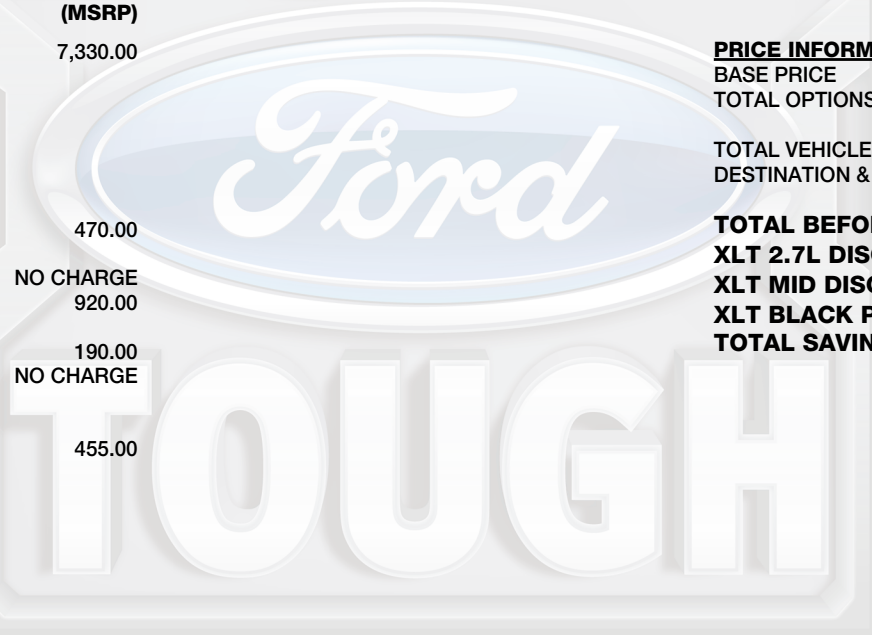 (MSRP)
7,330.00
470.00
NO CHARGE
920.00
190.00
NO CHARGE
455.00
PRICE INFORM
BASE PRICE
TOTAL OPTIONS
TOTAL VEHICLE
DESTINATION &
TOTAL BEFO
XLT 2.7L DIS
XLT MID DISC
XLT BLACK P
TOTAL SAVIN
Ford
TOUGH